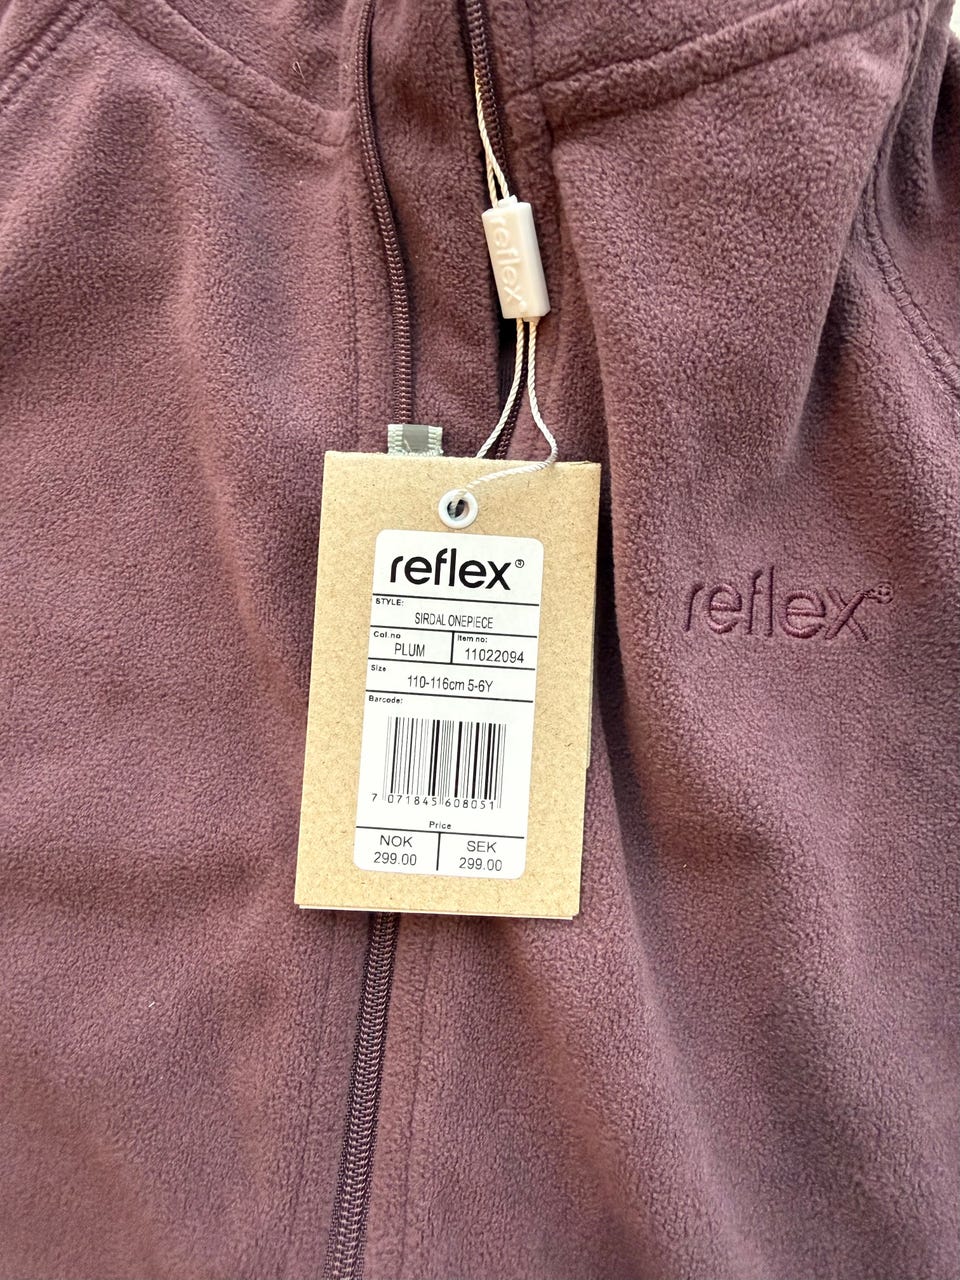 reflex
reflex®
STYLE:
SIRDAL ONEPIECE
Col.no
PLUM
Item no:
11022094
Size
110-116cm 5-6Y
Barcode:
7 071845 608051
Price
NOK
299.00
SEK
299.00
reflex®